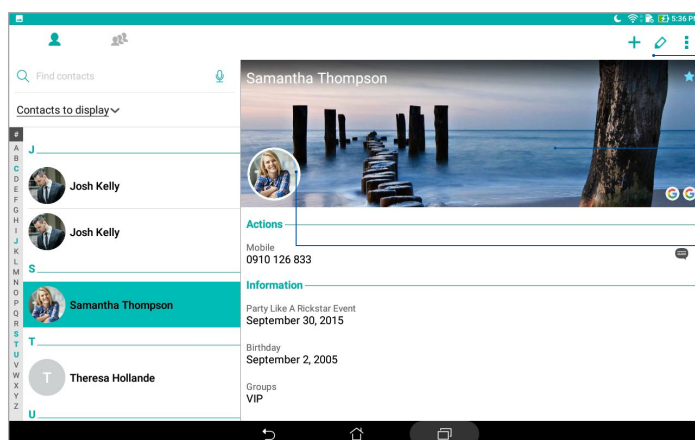 5:36 PM
Find contacts
Contacts to display
#
A
B
C
D
E
F
G
H
I
J
K
L
M
N
O
P
Q
R
S
T
U
V
W
X
Y
Z
J
Josh Kelly
Josh Kelly
S
Samantha Thompson
T
T
Theresa Hollande
U
Samantha Thompson
G G
Actions
Mobile
0910 126 833
Information
Party Like A Rickstar Event
September 30, 2015
Birthday
September 2, 2005
Groups
VIP